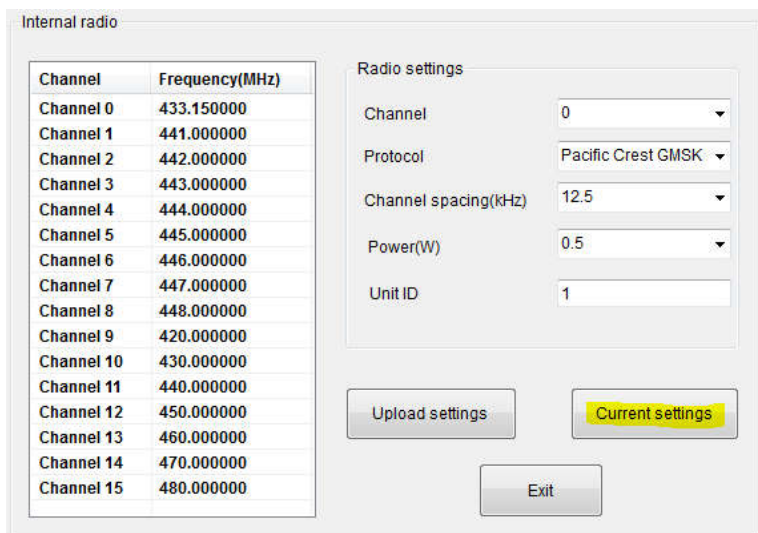 Internal radio
Channel Frequency(MHz)
Channel 0 433.150000
Channel 1 441.000000
Channel 2 442.000000
Channel 3 443.000000
Channel 4 444.000000
Channel 5 445.000000
Channel 6 446.000000
Channel 7 447.000000
Channel 8 448.000000
Channel 9 420.000000
Channel 10 430.000000
Channel 11 440.000000
Channel 12 450.000000
Channel 13 460.000000
Channel 14 470.000000
Channel 15 480.000000
Radio settings
Channel 0
Protocol Pacific Crest GMSK
Channel spacing(kHz) 12.5
Power(W) 0.5
Unit ID 1
Upload settings Current settings
Exit